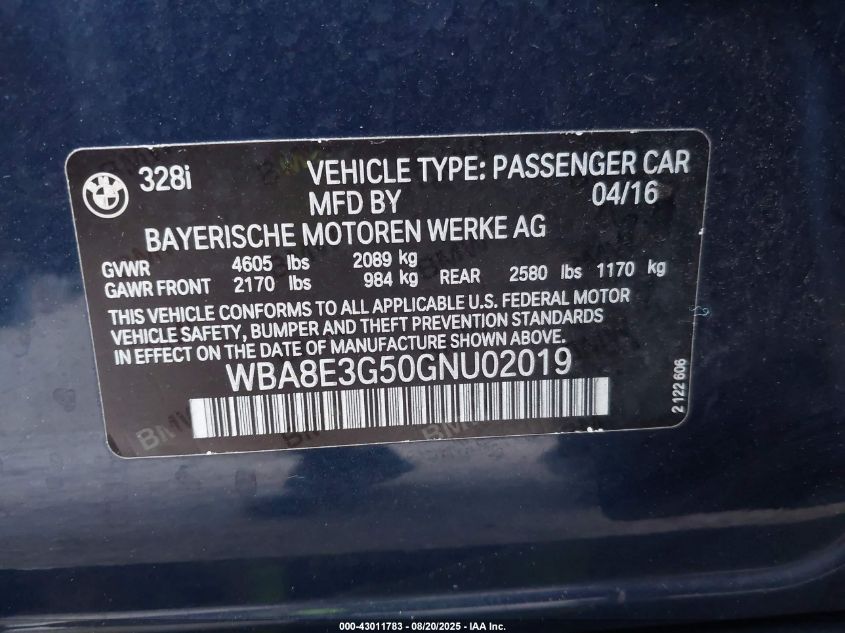 328i VEHICLE TYPE: PASSENGER CAR
MFD BY 04/16
BAYERISCHE MOTOREN WERKE AG
GVWR 4605 lbs 2089 kg
GAWR FRONT 2170 lbs 984 kg REAR 2580 lbs 1170 kg
THIS VEHICLE CONFORMS TO ALL APPLICABLE U.S. FEDERAL MOTOR
VEHICLE SAFETY, BUMPER AND THEFT PREVENTION STANDARDS
IN EFFECT ON THE DATE OF MANUFACTURE SHOWN ABOVE.
WBA8E3G50GNU02019
2 122 606
000-43011783 - 08/20/2025 - IAA Inc.